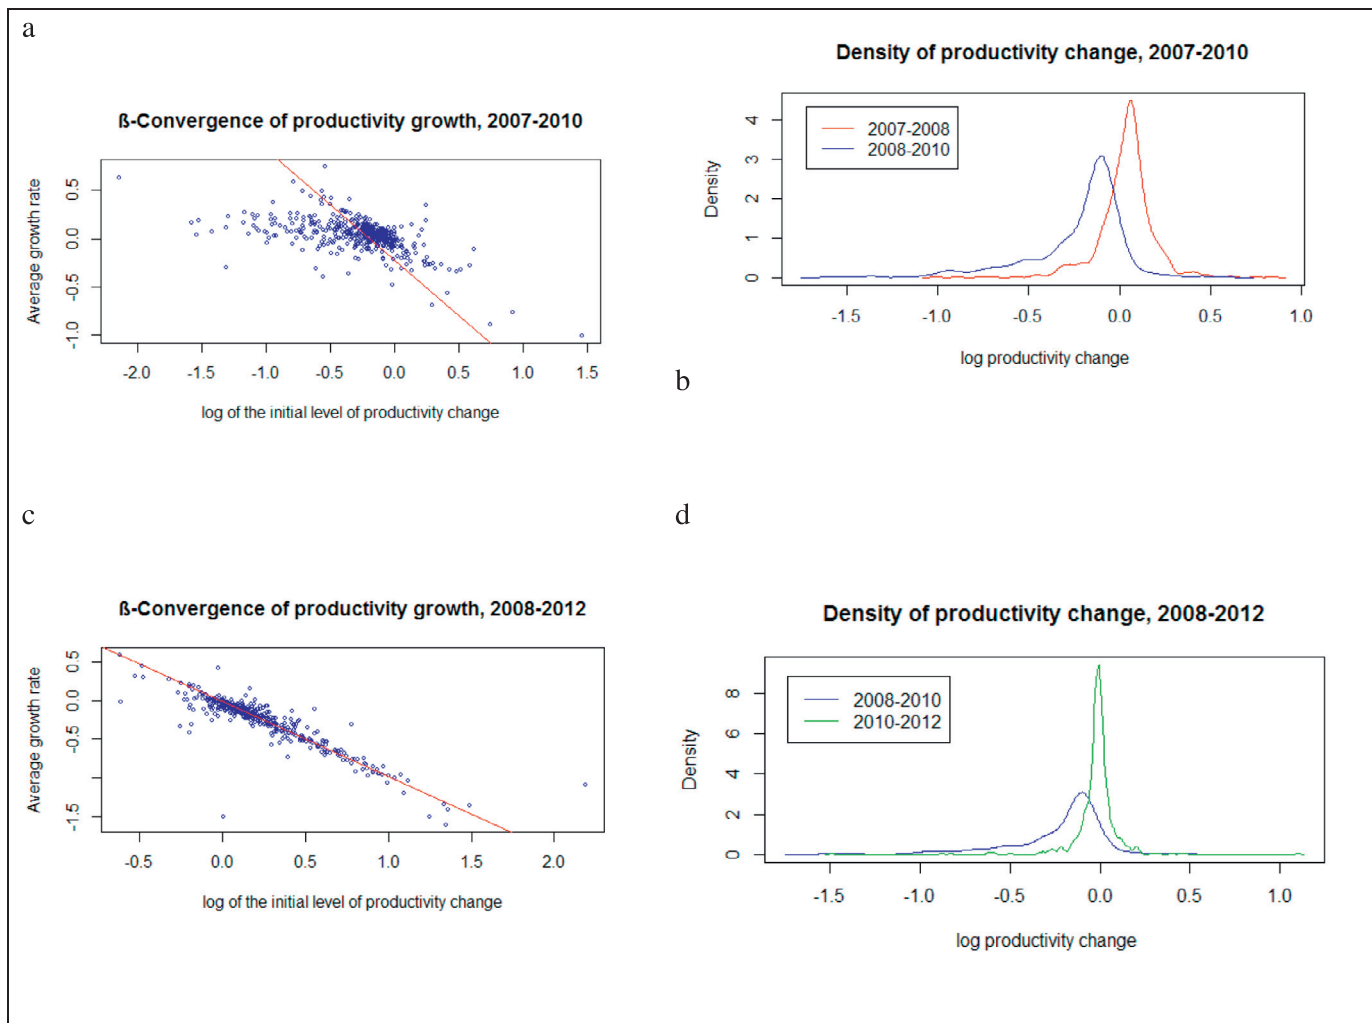 a
ß-Convergence of productivity growth, 2007-2010
Average growth rate
0.5
0.0
-0.5
-1.0
-2.0 -1.5 -1.0 -0.5 0.0 0.5 1.0 1.5
log of the initial level of productivity change
Density of productivity change, 2007-2010
2007-2008
2008-2010
Density
4
3
2
1
0
-1.5 -1.0 -0.5 0.0 0.5 1.0
log productivity change
b
c
ß-Convergence of productivity growth, 2008-2012
Average growth rate
0.5
0.0
-0.5
-1.5
-0.5 0.0 0.5 1.0 1.5 2.0
log of the initial level of productivity change
d
Density of productivity change, 2008-2012
2008-2010
2010-2012
Density
8
6
4
2
0
-1.5 -1.0 -0.5 0.0 0.5 1.0
log productivity change